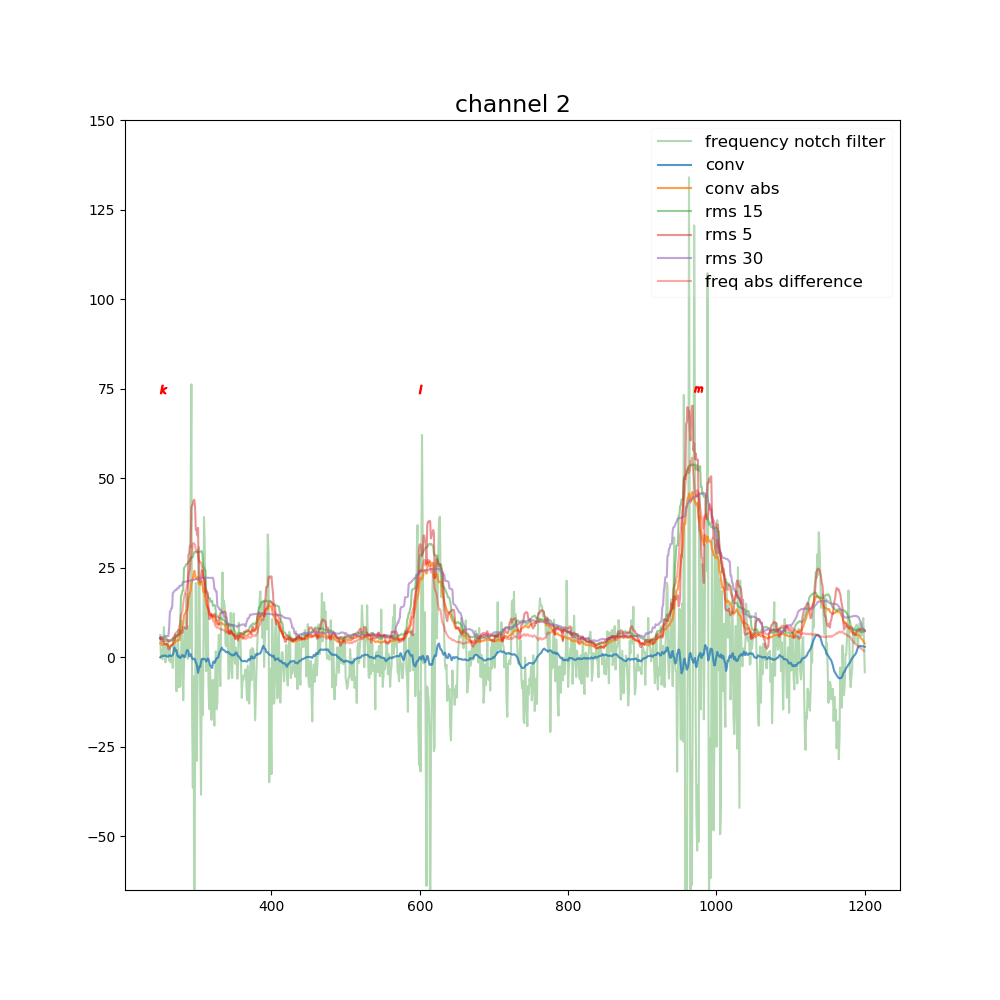 channel 2
150
125
100
75
50
25
0
−25
−50
frequency notch filter
conv
conv abs
rms 15
rms 5
rms 30
freq abs difference
k
l
m
400
600
800
1000
1200